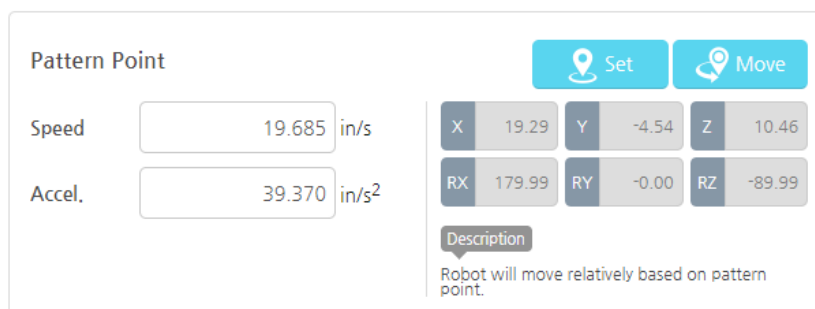 Pattern Point
Set
Move
Speed 19.685 in/s
Accel. 39.370 in/s²
X 19.29 Y -4.54 Z 10.46
RX 179.99 RY -0.00 RZ -89.99
Description
Robot will move relatively based on pattern
point.